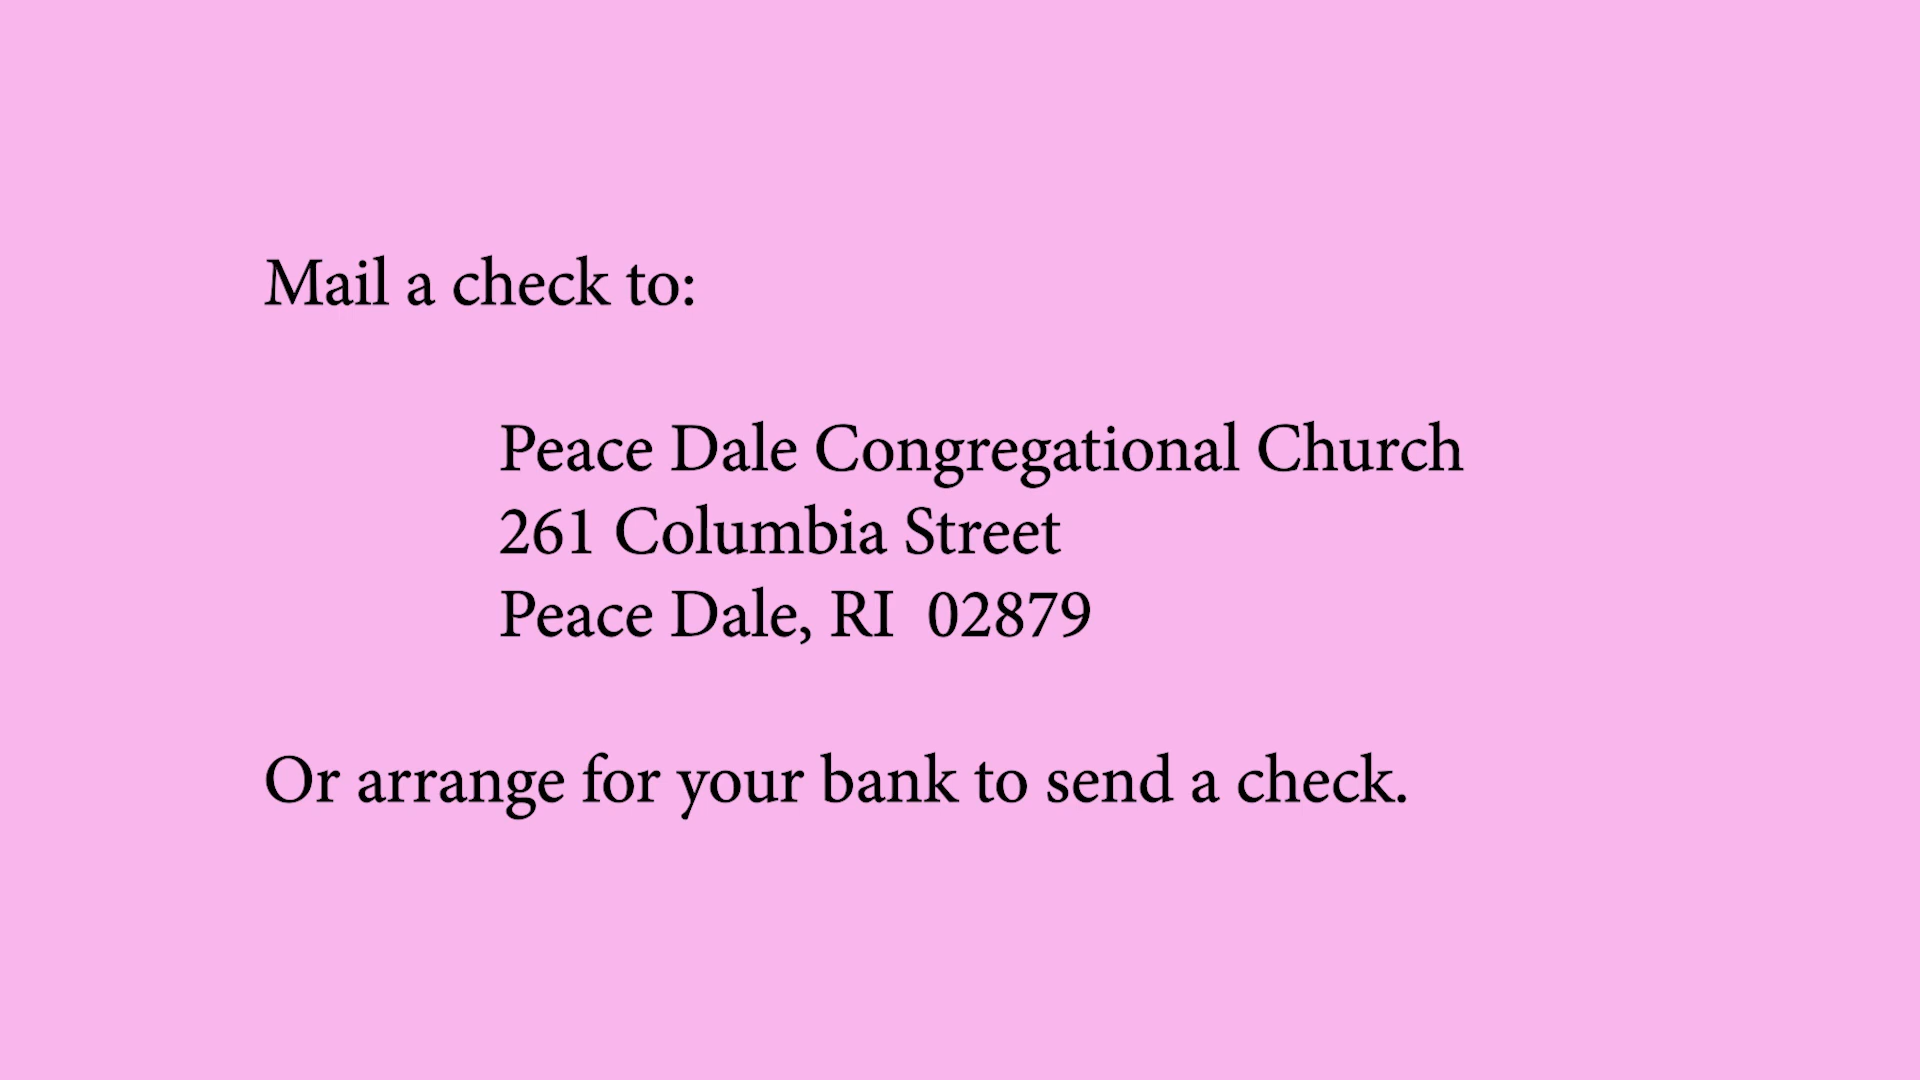 Mail a check to:
Peace Dale Congregational Church
261 Columbia Street
Peace Dale, RI  02879
Or arrange for your bank to send a check.